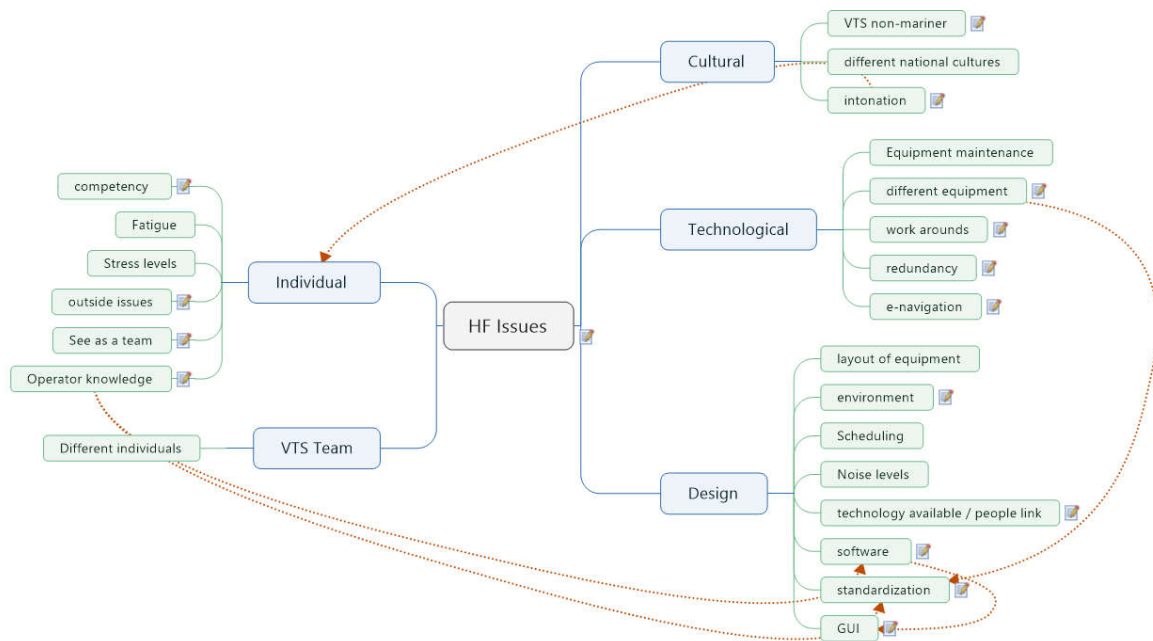 HF Issues
Cultural
VTS non-mariner
different national cultures
intonation
Technological
Equipment maintenance
different equipment
work arounds
redundancy
e-navigation
Design
layout of equipment
environment
Scheduling
Noise levels
technology available / people link
software
standardization
GUI
Individual
competency
Fatigue
Stress levels
outside issues
See as a team
Operator knowledge
VTS Team
Different individuals